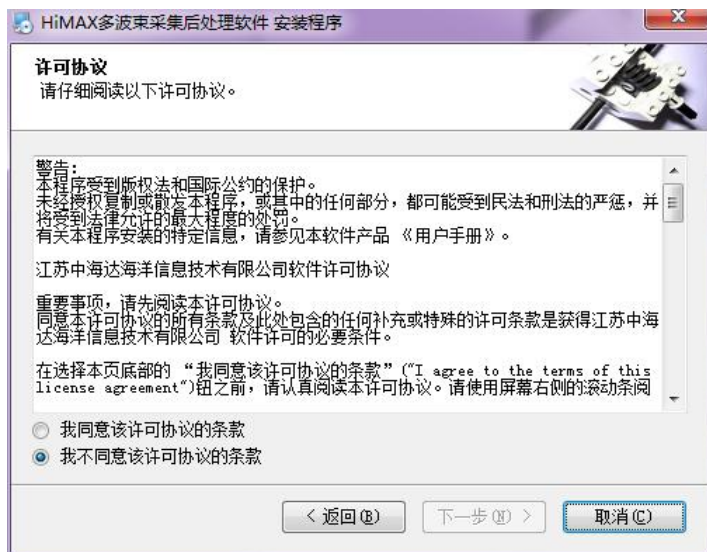 HiMAX多波束采集后处理软件 安装程序
许可协议
请仔细阅读以下许可协议。
警告:
本程序受到版权法和国际公约的保护。
未经授权复制或散发本程序，或其中的任何部分，都可能受到民法和刑法的严惩，并
将受到法律允许的最大程度的处罚。
有关本程序安装的特定信息，请参见本软件产品 《用户手册》。
江苏中海达海洋信息技术有限公司软件许可协议
重要事项，请先阅读本许可协议。
同意本许可协议的所有条款及此处包含的任何补充或特殊的许可条款是获得江苏中海
达海洋信息技术有限公司 软件许可的必要条件。
在选择本页底部的 “我同意该许可协议的条款”("I agree to the terms of this
license agreement")钮之前，请认真阅读本许可协议。请使用屏幕右侧的滚动条阅
我同意该许可协议的条款
我不同意该许可协议的条款
< 返回(B) 下一步(N) > 取消(C)